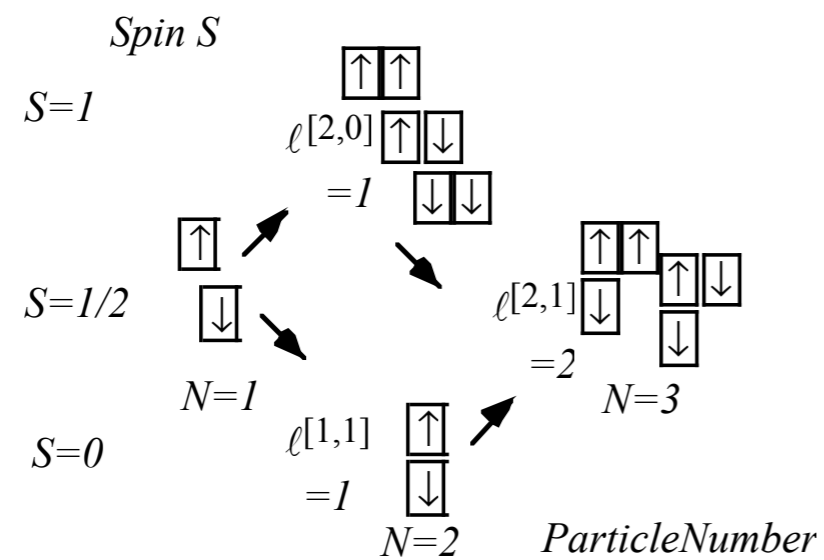 Spin S
S=1
↑ ↑
ℓ[2,0] ↑ ↓
=1 ↓ ↓
↑
↑ ↑
S=1/2
↓
ℓ[2,1] ↓
↑ ↓
=2 ↓
N=1
N=3
S=0
ℓ[1,1] ↑
=1 ↓
N=2
ParticleNumber